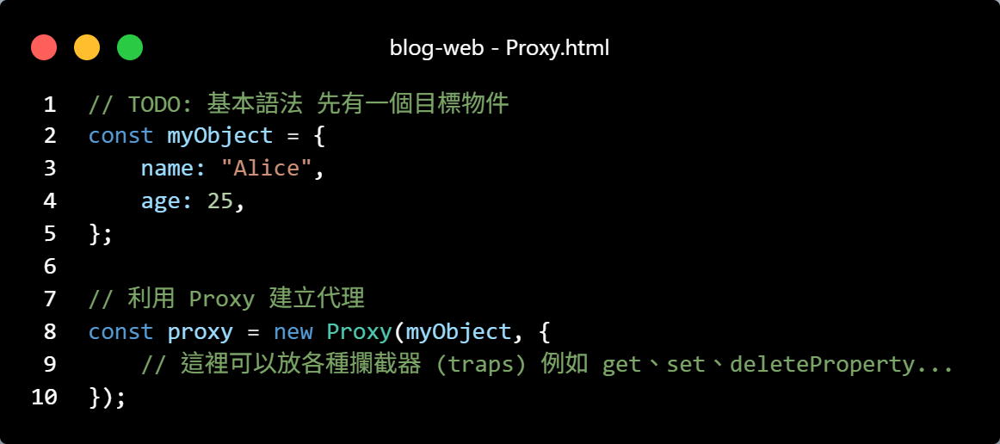 blog-web - Proxy.html
1 // TODO: 基本語法 先有一個目標物件
2 const myObject = {
3     name: "Alice",
4     age: 25,
5 };
6
7 // 利用 Proxy 建立代理
8 const proxy = new Proxy(myObject, {
9     // 這裡可以放各種攔截器 (traps) 例如 get、set、deleteProperty...
10 });